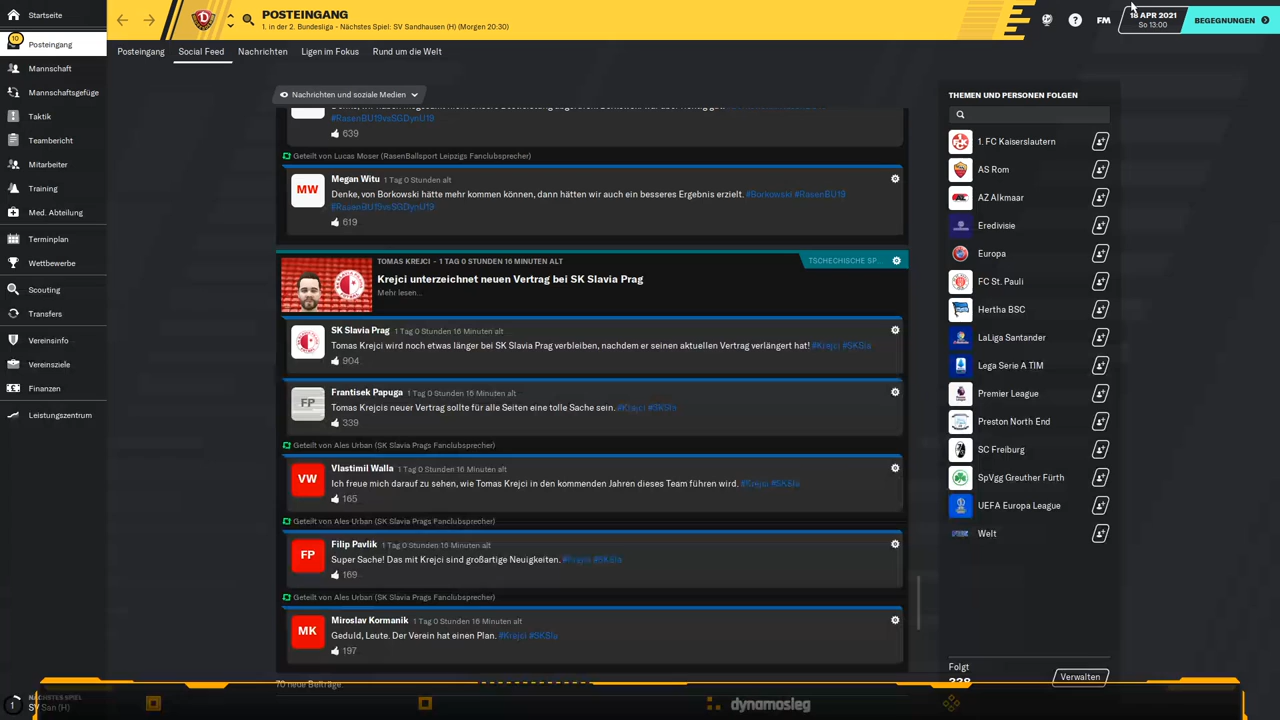 Startseite
10
Posteingang
Mannschaft
Mannschaftsgefüge
Taktik
Teambericht
Mitarbeiter
Training
Med. Abteilung
Terminplan
Wettbewerbe
Scouting
Transfers
Vereinsinfo
Vereinsziele
Finanzen
Leistungszentrum
POSTEINGANG
1. in der 2. Bundesliga - Nächstes Spiel: SV Sandhausen (H) (Morgen 20:30)
FM
18 APR 2021
So 13:00
BEGEGNUNGEN
Posteingang Social Feed Nachrichten Ligen im Fokus Rund um die Welt
Nachrichten und soziale Medien
#RasenBU19vsSGDynU19
639
Geteilt von Lucas Moser (RasenBallsport Leipzigs Fanclubsprecher)
MW
Megan Witu 1 Tag 0 Stunden alt
Denke, von Borkowski hätte mehr kommen können, dann hätten wir auch ein besseres Ergebnis erzielt. #Borkowski #RasenBU19
#RasenBU19vsSGDynU19
619
TOMAS KREJCI - 1 TAG 0 STUNDEN 16 MINUTEN ALT
TSCHECHISCHE SP...
Krejci unterzeichnet neuen Vertrag bei SK Slavia Prag
Mehr lesen...
SK Slavia Prag 1 Tag 0 Stunden 16 Minuten alt
Tomas Krejci wird noch etwas länger bei SK Slavia Prag verbleiben, nachdem er seinen aktuellen Vertrag verlängert hat! #Krejci #SKSla
904
FP
Frantisek Papuga 1 Tag 0 Stunden 16 Minuten alt
Tomas Krejcis neuer Vertrag sollte für alle Seiten eine tolle Sache sein. #Krejci #SKSla
339
Geteilt von Ales Urban (SK Slavia Prags Fanclubsprecher)
VW
Vlastimil Walla 1 Tag 0 Stunden 16 Minuten alt
Ich freue mich darauf zu sehen, wie Tomas Krejci in den kommenden Jahren dieses Team führen wird. #Krejci #SKSla
165
Geteilt von Ales Urban (SK Slavia Prags Fanclubsprecher)
FP
Filip Pavlik 1 Tag 0 Stunden 16 Minuten alt
Super Sache! Das mit Krejci sind großartige Neuigkeiten. #Krejci #SKSla
169
Geteilt von Ales Urban (SK Slavia Prags Fanclubsprecher)
MK
Miroslav Kormanik 1 Tag 0 Stunden 16 Minuten alt
Geduld, Leute. Der Verein hat einen Plan. #Krejci #SKSla
197
70 neue Beiträge.
THEMEN UND PERSONEN FOLGEN
1. FC Kaiserslautern
AS Rom
AZ Alkmaar
Eredivisie
Europa
FC St. Pauli
Hertha BSC
LaLiga Santander
Lega Serie A TIM
Premier League
Preston North End
SC Freiburg
SpVgg Greuther Fürth
UEFA Europa League
Welt
Folgt
Verwalten
1
NÄCHSTES SPIEL
SV San (H)
dynamosleg